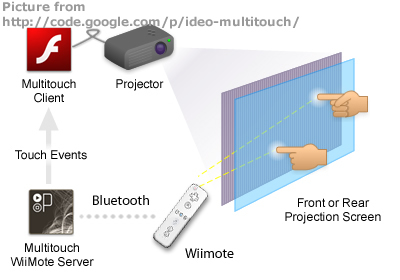 Picture from
http://code.google.com/p/ideo-multitouch/
Multitouch
Client
Projector
Touch Events
Bluetooth
Multitouch
WiiMote Server
Wiimote
Front or Rear
Projection Screen